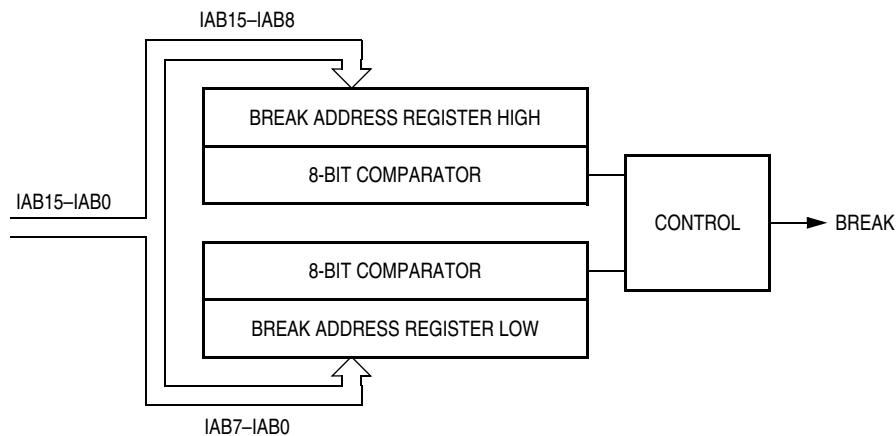 IAB15–IAB8
BREAK ADDRESS REGISTER HIGH
8-BIT COMPARATOR
IAB15–IAB0
CONTROL
BREAK
8-BIT COMPARATOR
BREAK ADDRESS REGISTER LOW
IAB7–IAB0